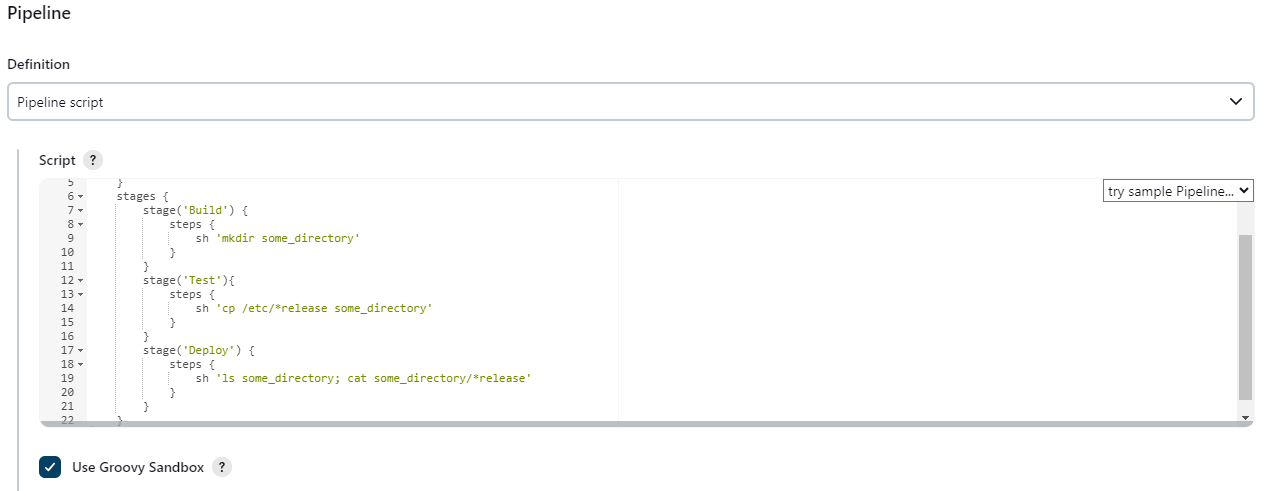 Pipeline
Definition
Pipeline script
Script ?
try sample Pipeline...
5 }
6 stages {
7 stage('Build') {
8 steps {
9 sh 'mkdir some_directory'
10 }
11 }
12 stage('Test'){
13 steps {
14 sh 'cp /etc/*release some_directory'
15 }
16 }
17 stage('Deploy') {
18 steps {
19 sh 'ls some_directory; cat some_directory/*release'
20 }
21 }
22 }
Use Groovy Sandbox ?